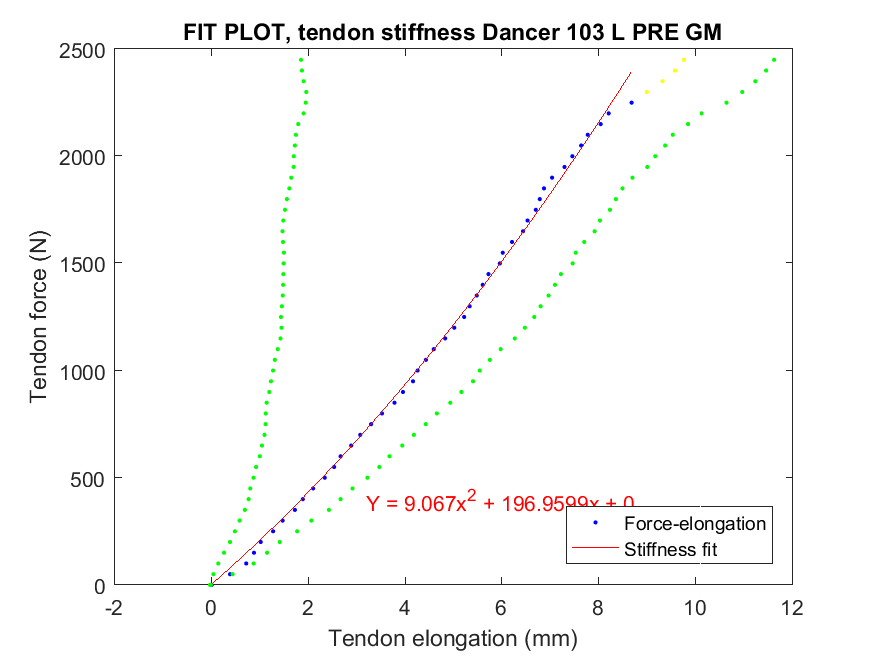 FIT PLOT, tendon stiffness Dancer 103 L PRE GM
2500
2000
1500
1000
500
0
Tendon force (N)
Y = 9.067x² + 196.9599x + 0
Force-elongation
Stiffness fit
-2 0 2 4 6 8 10 12
Tendon elongation (mm)